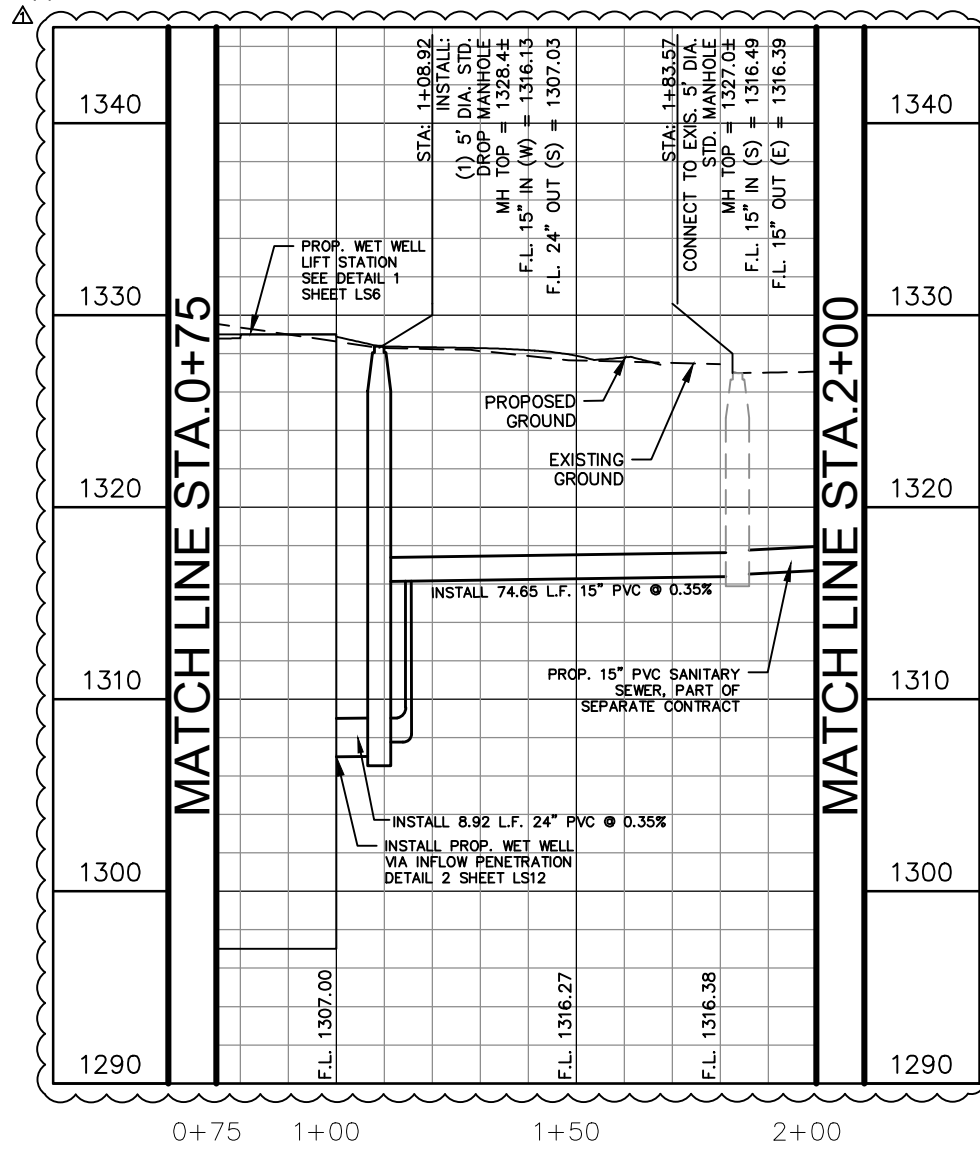 1
1340
1330
1320
1310
1300
1290
MATCH LINE STA.0+75
PROP. WET WELL
LIFT STATION
SEE DETAIL 1
SHEET LS6
STA: 1+08.92
INSTALL:
(1) 5' DIA. STD.
DROP MANHOLE
MH TOP = 1328.4±
F.L. 15" IN (W) = 1316.13
F.L. 24" OUT (S) = 1307.03
STA: 1+83.57
CONNECT TO EXIS. 5' DIA.
STD. MANHOLE
MH TOP = 1327.0±
F.L. 15" IN (S) = 1316.49
F.L. 15" OUT (E) = 1316.39
PROPOSED
GROUND
EXISTING
GROUND
INSTALL 74.65 L.F. 15" PVC @ 0.35%
PROP. 15" PVC SANITARY
SEWER, PART OF
SEPARATE CONTRACT
INSTALL 8.92 L.F. 24" PVC @ 0.35%
INSTALL PROP. WET WELL
VIA INFLOW PENETRATION
DETAIL 2 SHEET LS12
F.L. 1307.00
F.L. 1316.27
F.L. 1316.38
MATCH LINE STA.2+00
1340
1330
1320
1310
1300
1290
0+75 1+00 1+50 2+00